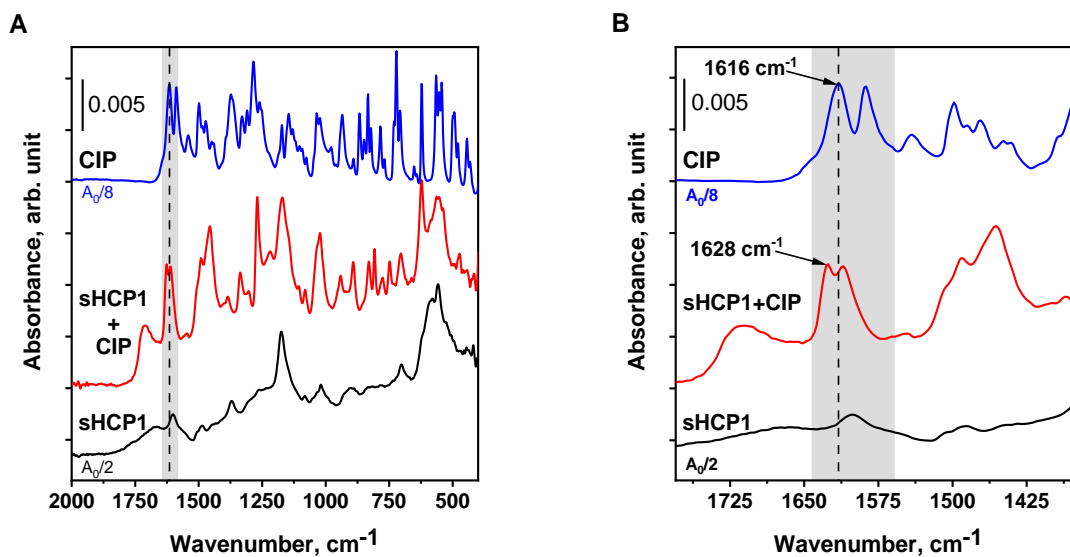 A
Absorbance, arb. unit
0.005
CIP
A₀/8
sHCP1
+
CIP
sHCP1
A₀/2
2000 1750 1500 1250 1000 750 500
Wavenumber, cm⁻¹
B
Absorbance, arb. unit
1616 cm⁻¹
0.005
CIP
A₀/8
1628 cm⁻¹
sHCP1+CIP
sHCP1
A₀/2
1725 1650 1575 1500 1425
Wavenumber, cm⁻¹